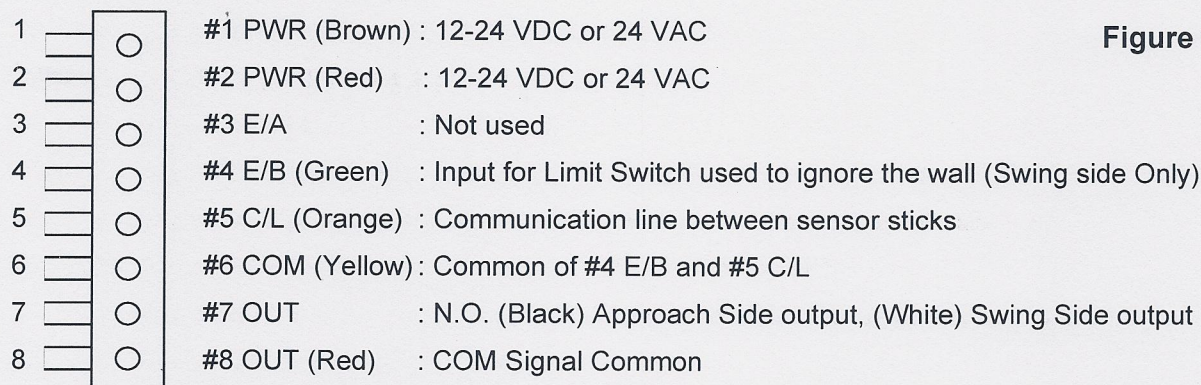 Figure
1 #1 PWR (Brown) : 12-24 VDC or 24 VAC
2 #2 PWR (Red) : 12-24 VDC or 24 VAC
3 #3 E/A : Not used
4 #4 E/B (Green) : Input for Limit Switch used to ignore the wall (Swing side Only)
5 #5 C/L (Orange) : Communication line between sensor sticks
6 #6 COM (Yellow) : Common of #4 E/B and #5 C/L
7 #7 OUT : N.O. (Black) Approach Side output, (White) Swing Side output
8 #8 OUT (Red) : COM Signal Common